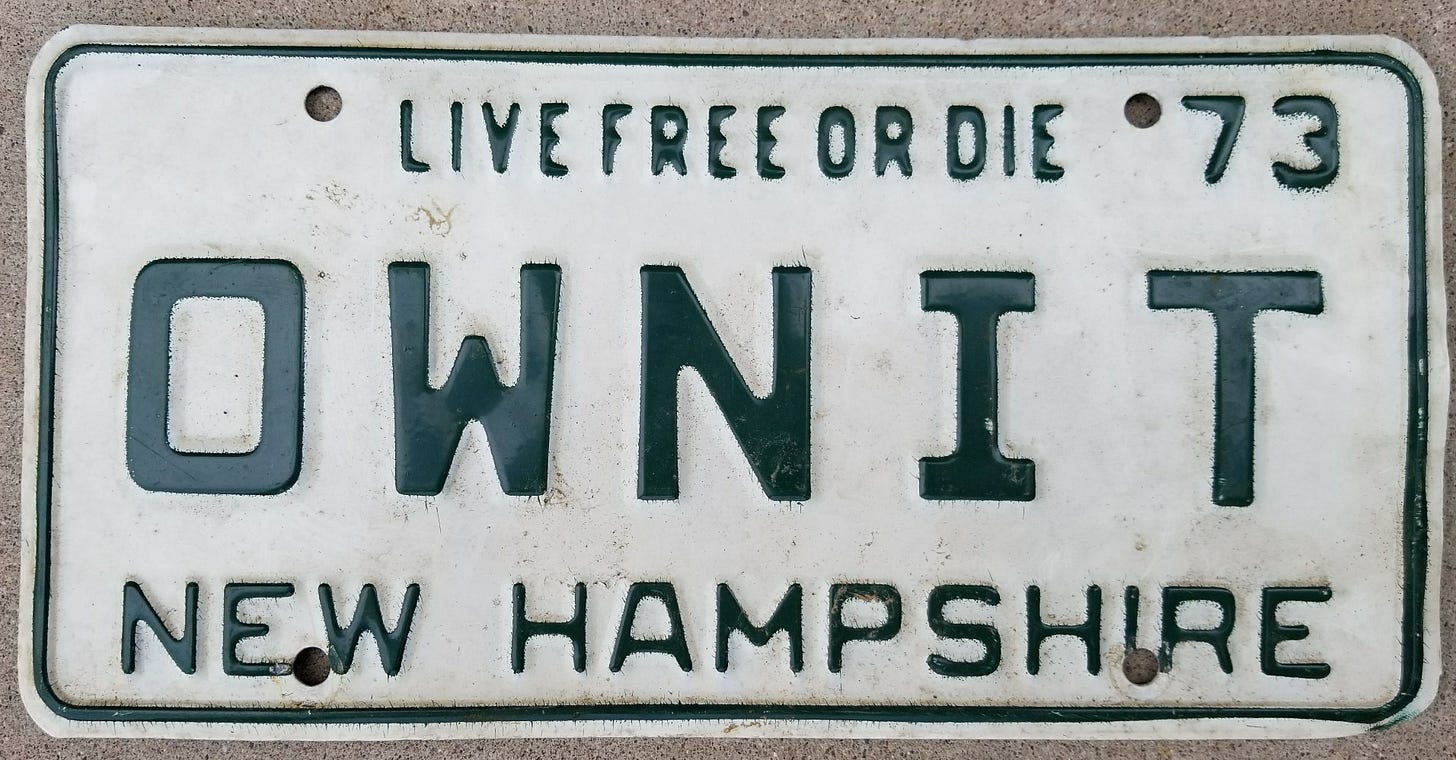 LIVE FREE OR DIE 73
OWNIT
NEW HAMPSHIRE